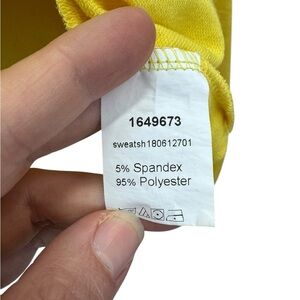 1649673
sweatsh180612701
5% Spandex
95% Polyester